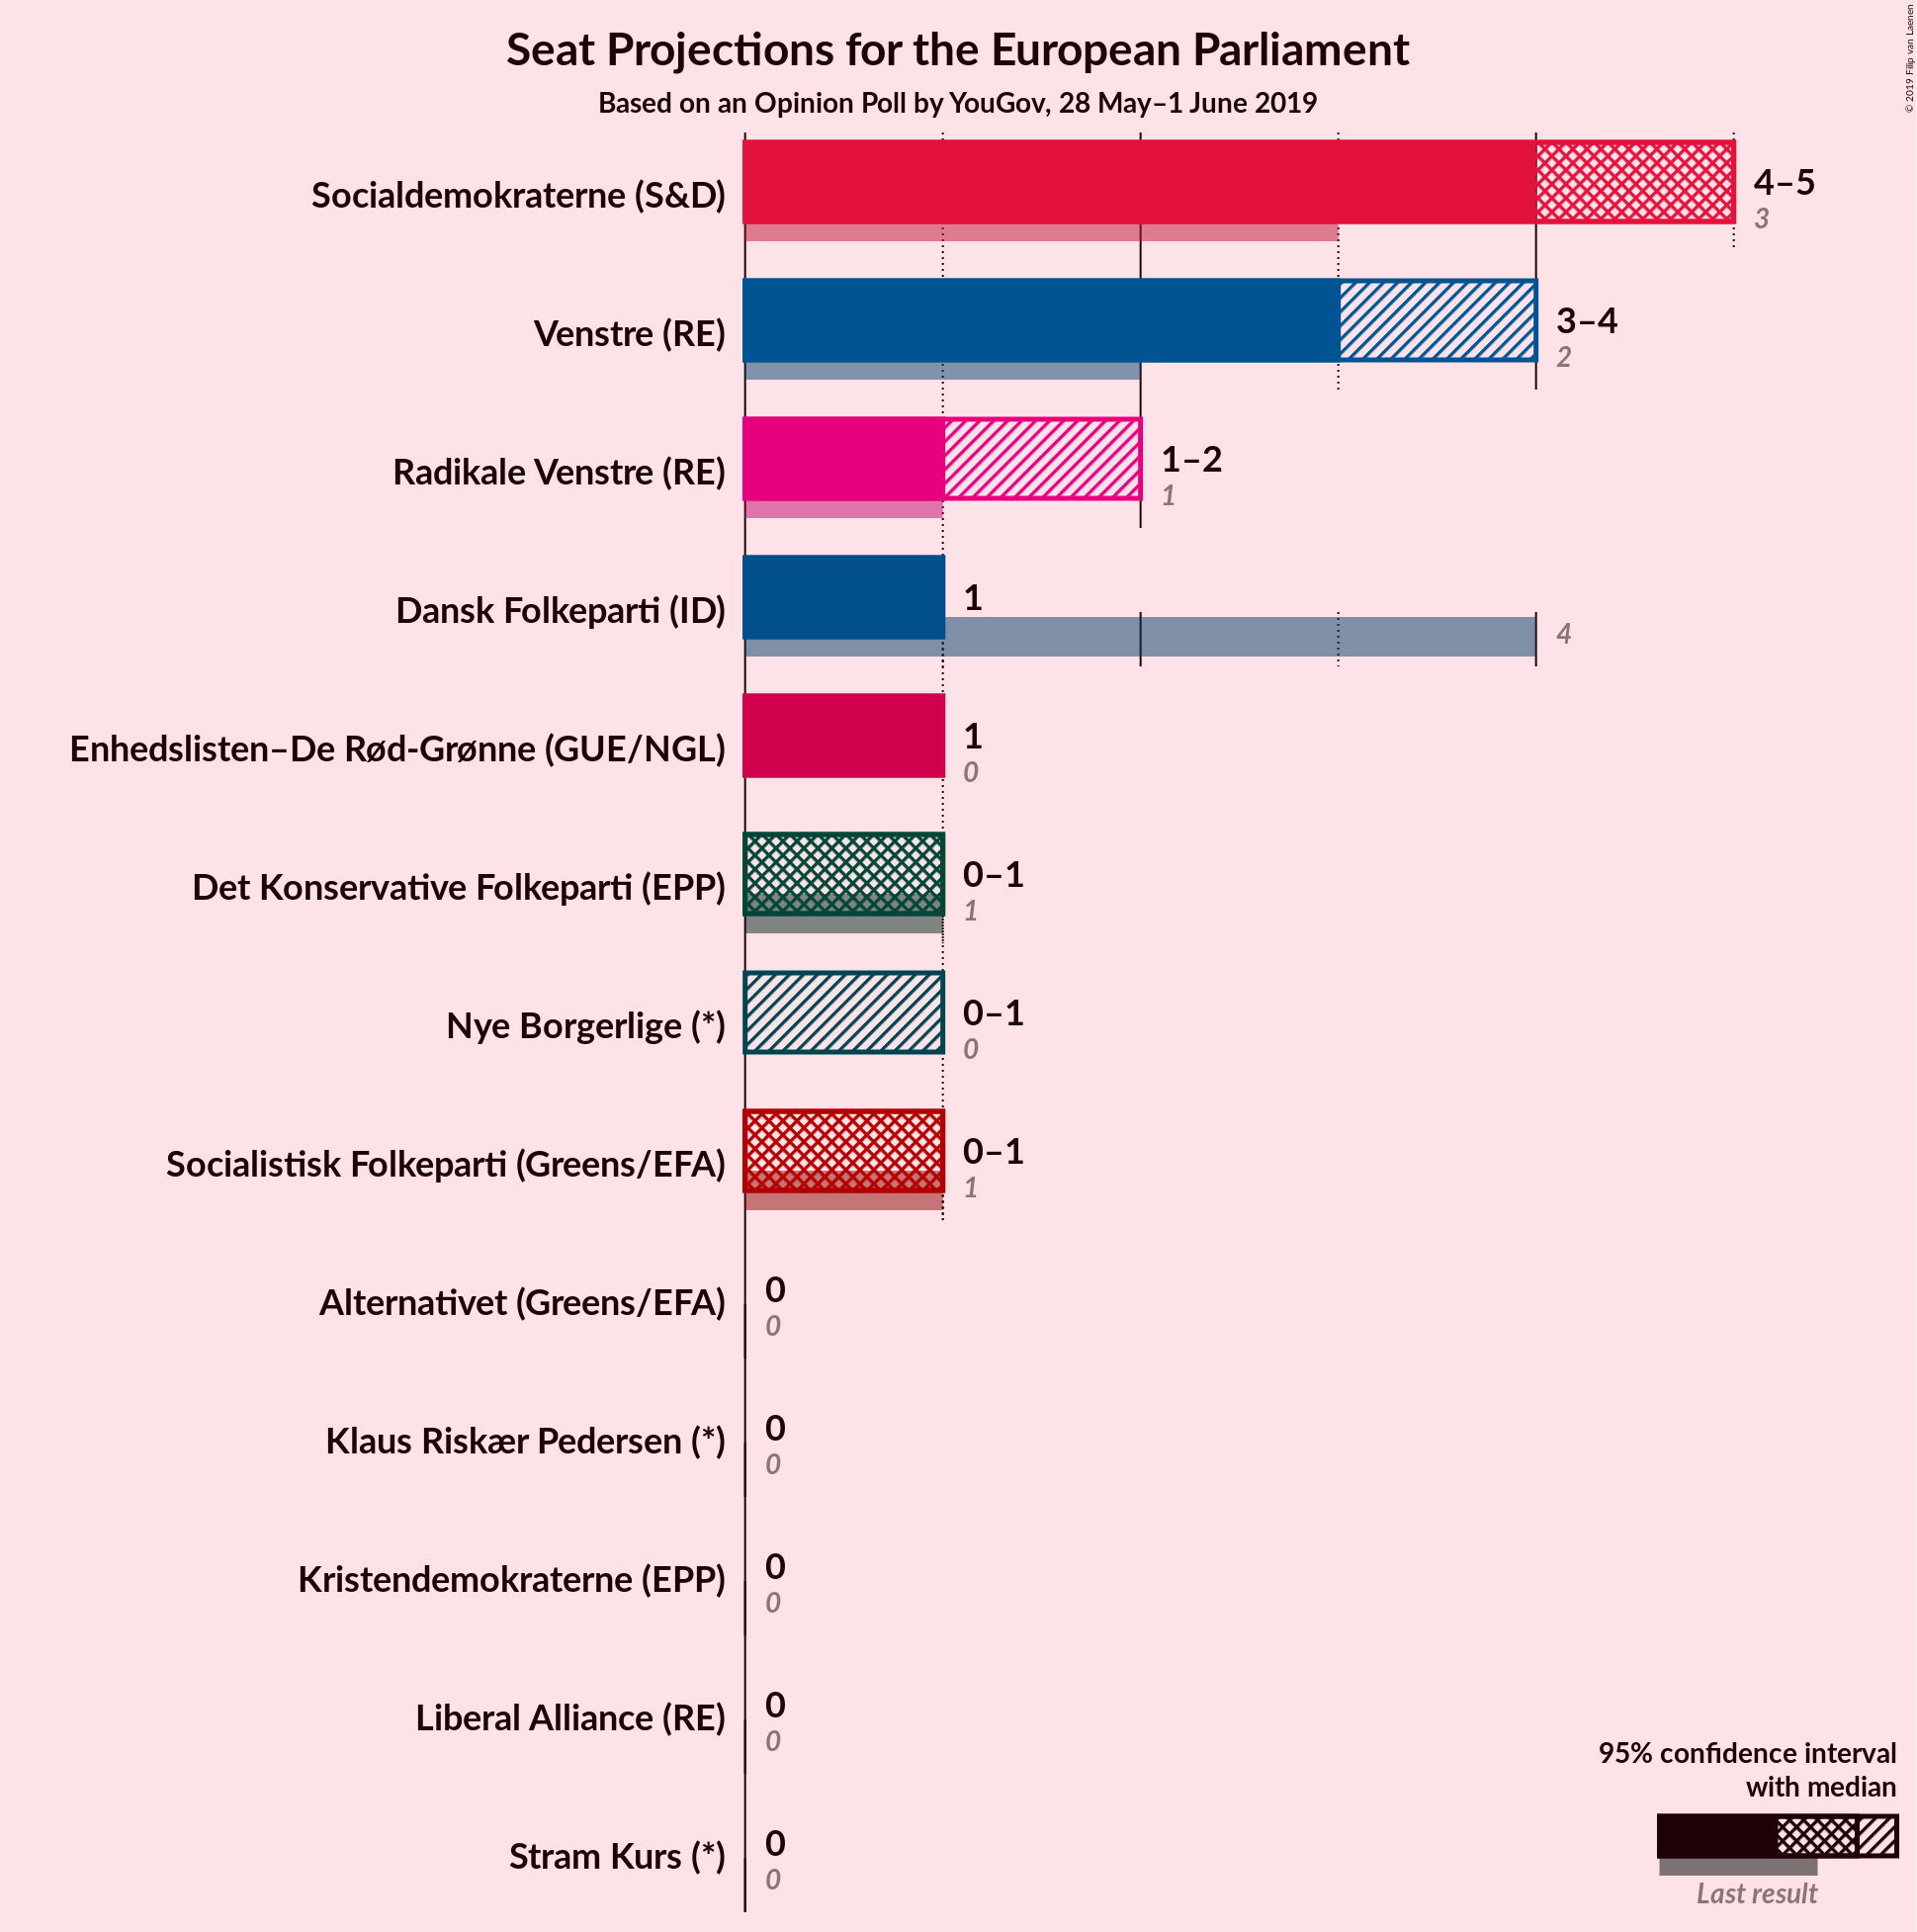 Seat Projections for the European Parliament
Based on an Opinion Poll by YouGov, 28 May–1 June 2019
© 2019 Filip van Laenen
Socialdemokraterne (S&D)
4–5
3
Venstre (RE)
3–4
2
Radikale Venstre (RE)
1–2
1
Dansk Folkeparti (ID)
1
4
Enhedslisten–De Rød-Grønne (GUE/NGL)
1
0
Det Konservative Folkeparti (EPP)
0–1
1
Nye Borgerlige (*)
0–1
0
Socialistisk Folkeparti (Greens/EFA)
0–1
1
Alternativet (Greens/EFA)
0
0
Klaus Riskær Pedersen (*)
0
0
Kristendemokraterne (EPP)
0
0
Liberal Alliance (RE)
0
0
Stram Kurs (*)
0
0
95% confidence interval
with median
Last result